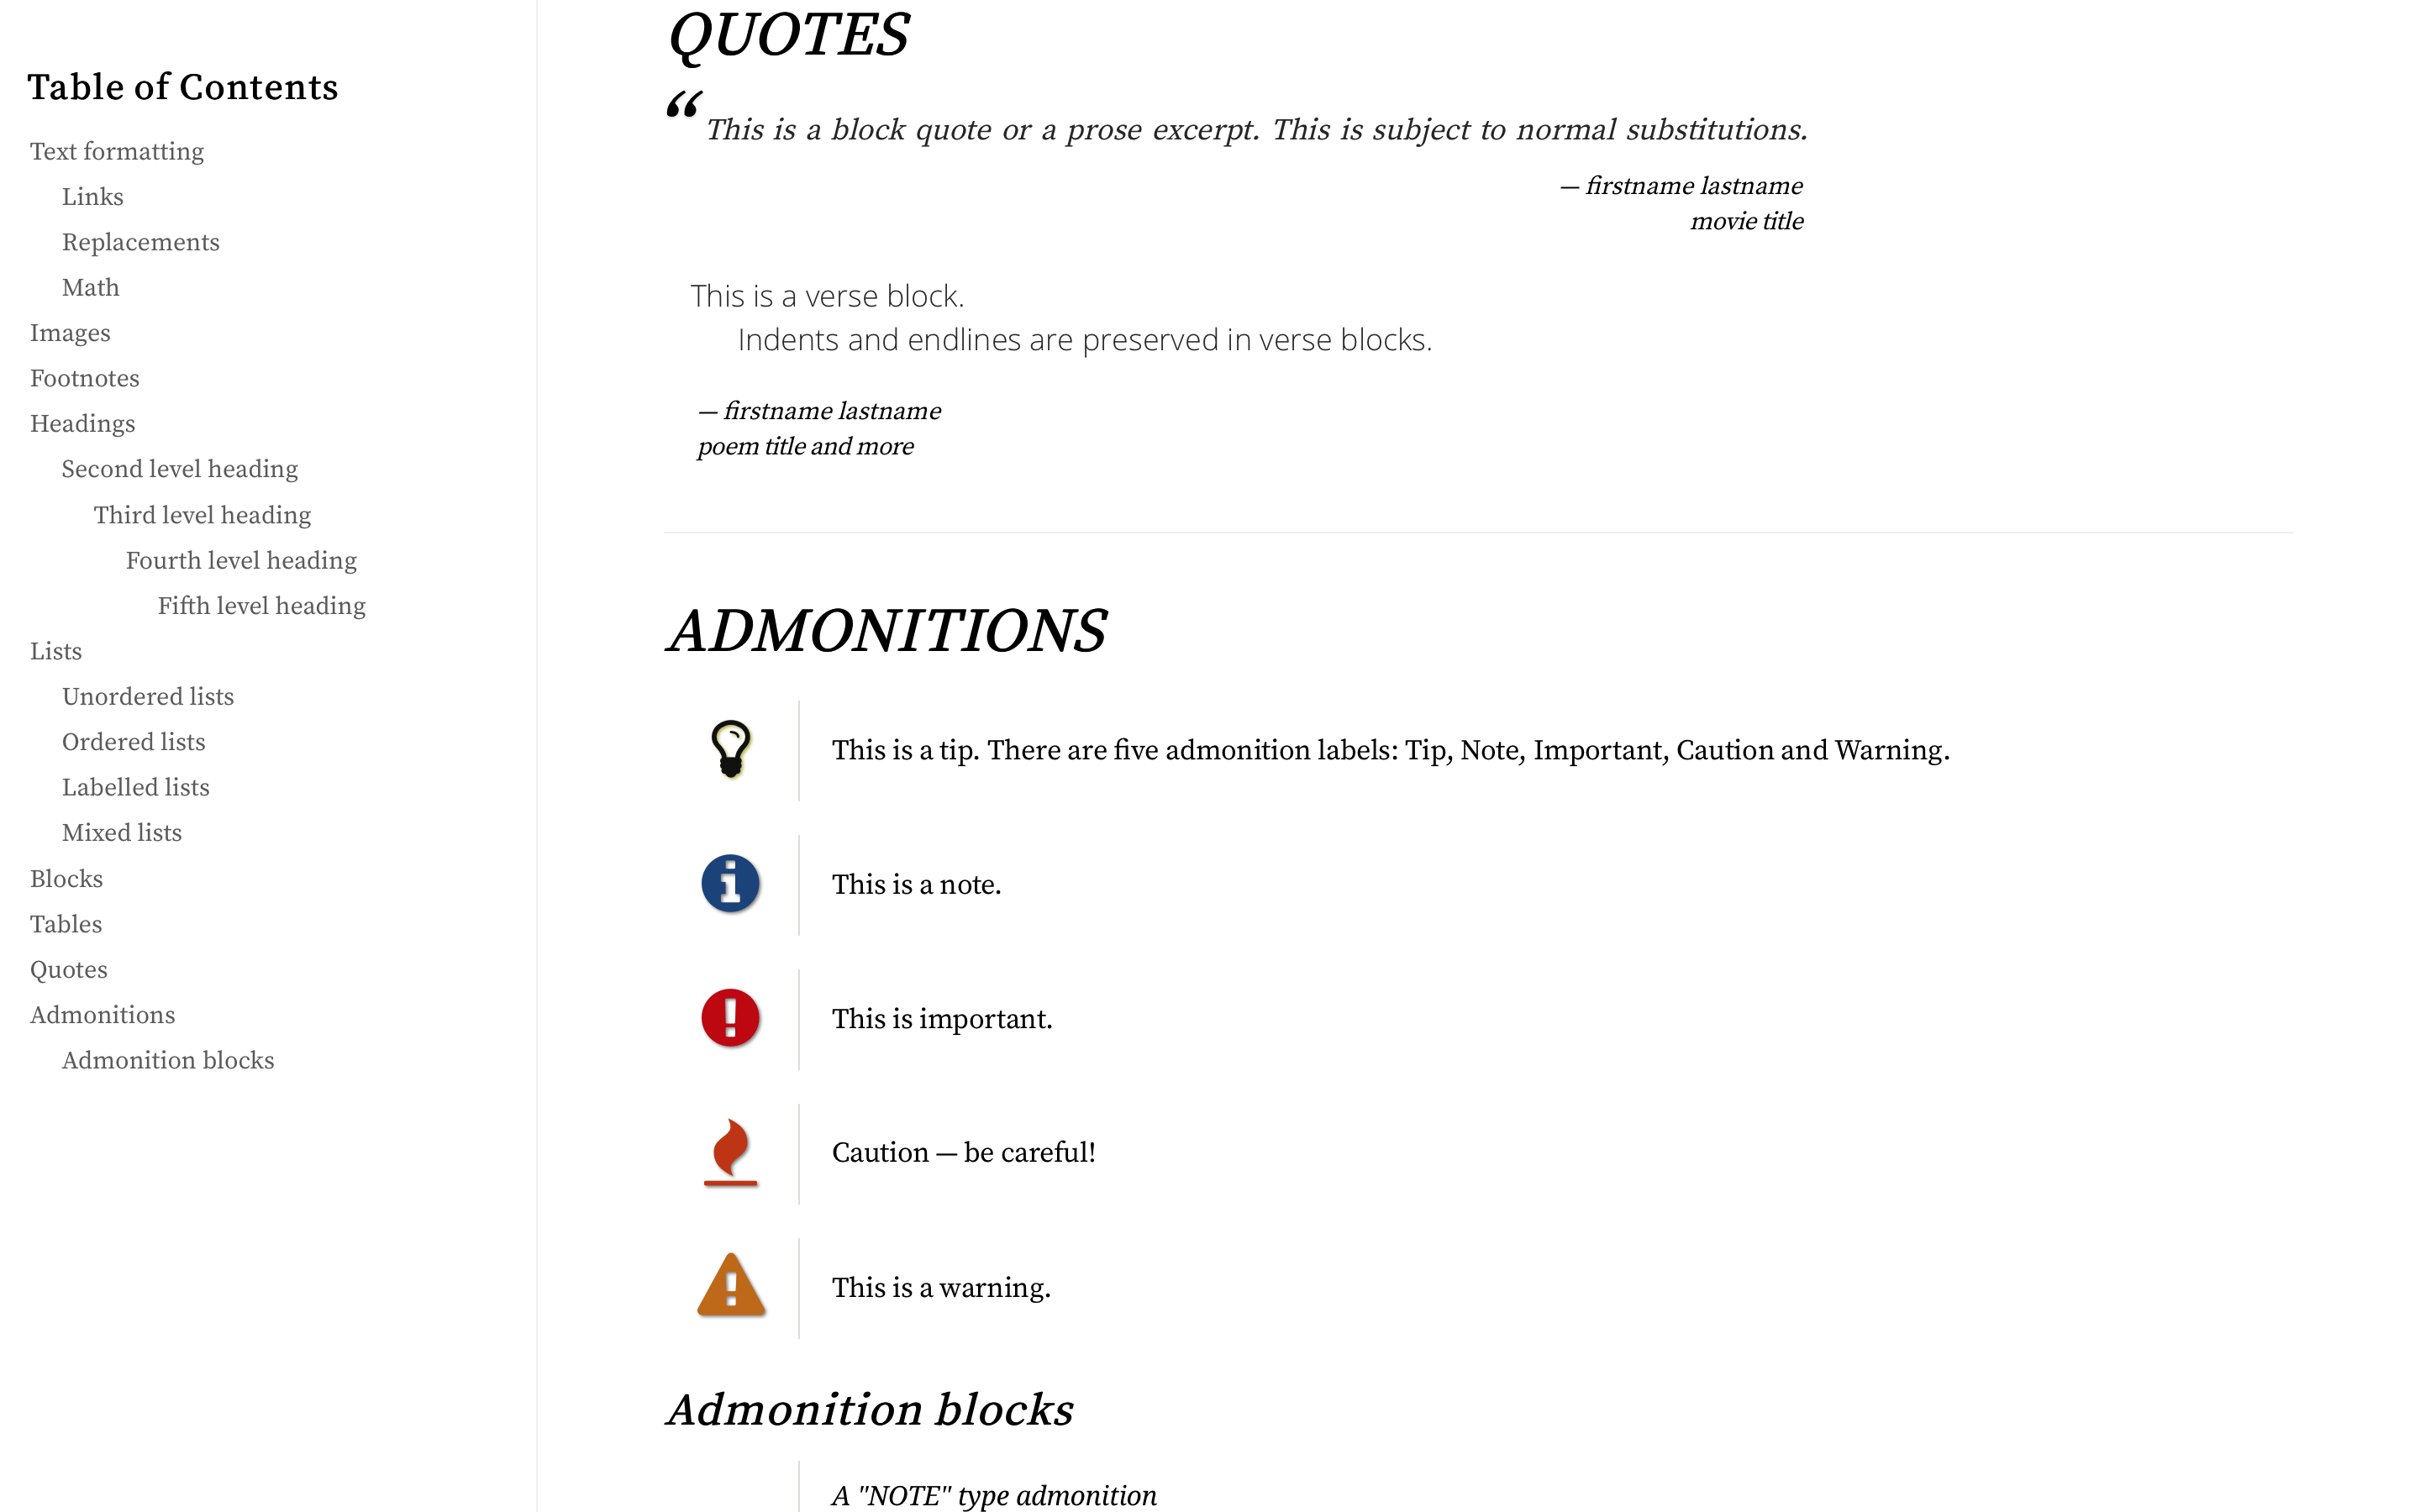 Table of Contents
Text formatting
Links
Replacements
Math
Images
Footnotes
Headings
Second level heading
Third level heading
Fourth level heading
Fifth level heading
Lists
Unordered lists
Ordered lists
Labelled lists
Mixed lists
Blocks
Tables
Quotes
Admonitions
Admonition blocks
QUOTES
“ This is a block quote or a prose excerpt. This is subject to normal substitutions.
— firstname lastname
movie title
This is a verse block.
Indents and endlines are preserved in verse blocks.
— firstname lastname
poem title and more
ADMONITIONS
This is a tip. There are five admonition labels: Tip, Note, Important, Caution and Warning.
This is a note.
This is important.
Caution — be careful!
This is a warning.
Admonition blocks
A "NOTE" type admonition